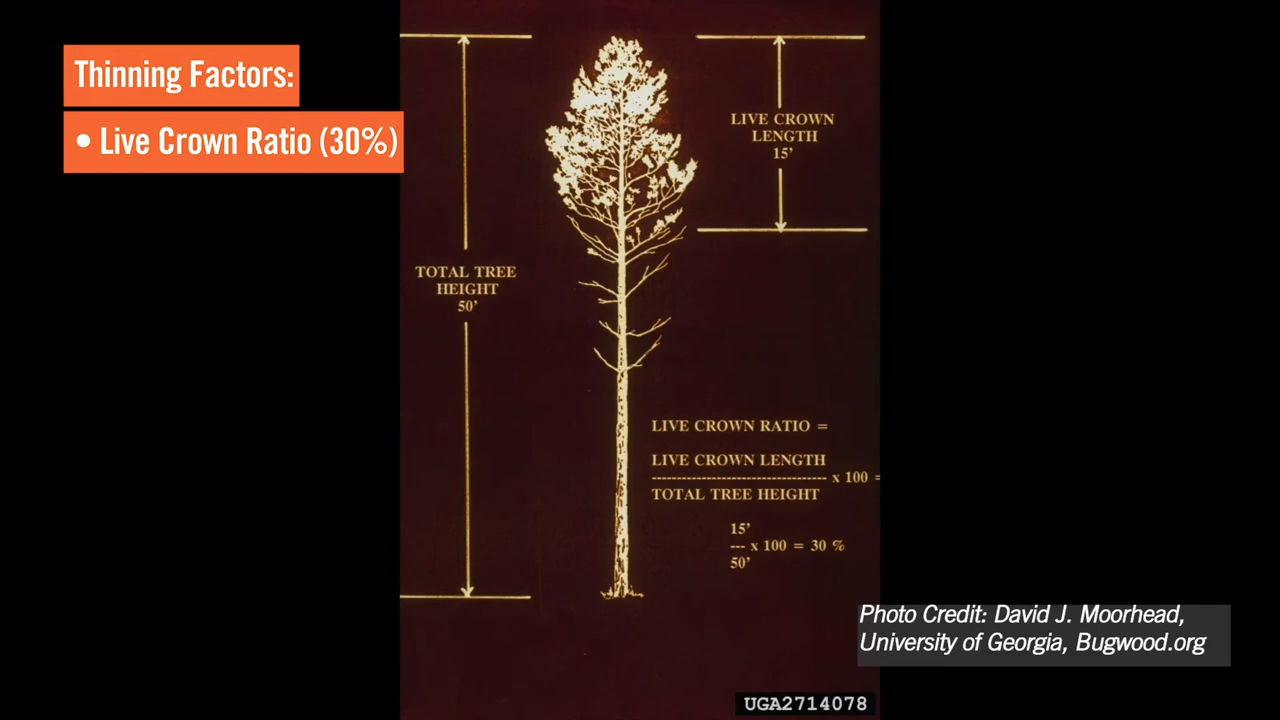 Thinning Factors:
• Live Crown Ratio (30%)
LIVE CROWN
LENGTH
15'
TOTAL TREE
HEIGHT
50'
LIVE CROWN RATIO =
LIVE CROWN LENGTH
---------------------------------- x 100 =
TOTAL TREE HEIGHT
15'
--- x 100 = 30 %
50'
Photo Credit: David J. Moorhead,
University of Georgia, Bugwood.org
UGA2714078